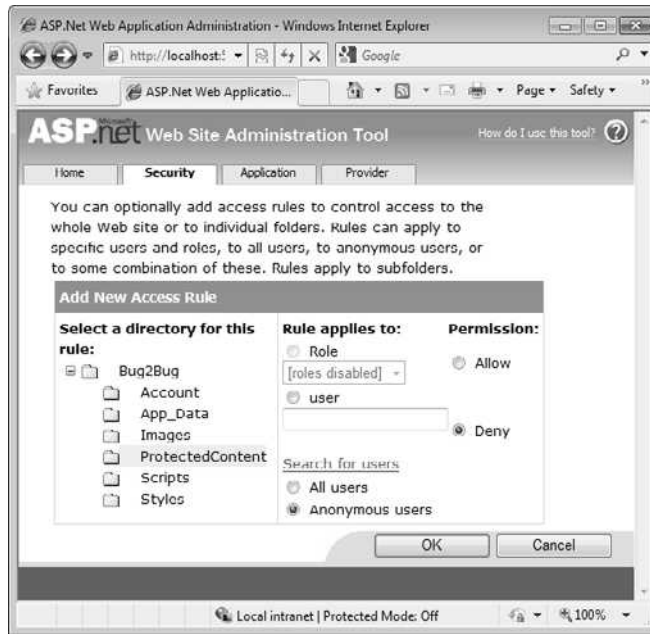 ASP.Net Web Application Administration - Windows Internet Explorer
http://localhost:
Google
Favorites
ASP.Net Web Applicatio...
Page
Safety
»
Microsoft
ASP.net Web Site Administration Tool
How do I use this tool? ?
Home
Security
Application
Provider
You can optionally add access rules to control access to the
whole Web site or to individual folders. Rules can apply to
specific users and roles, to all users, to anonymous users, or
to some combination of these. Rules apply to subfolders.
Add New Access Rule
Select a directory for this
rule:
Bug2Bug
Account
App_Data
Images
ProtectedContent
Scripts
Styles
Rule applies to:
Role
[roles disabled]
user
Search for users
All users
Anonymous users
Permission:
Allow
Deny
OK
Cancel
Local intranet | Protected Mode: Off
100%